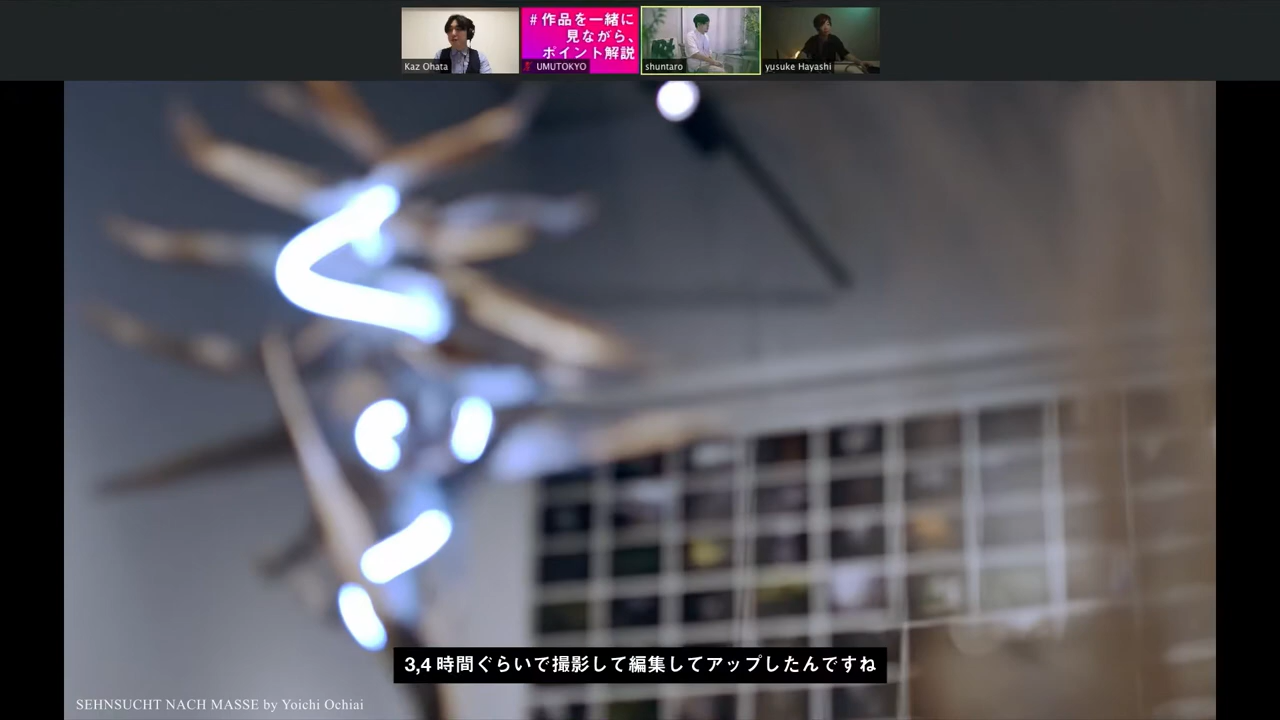 #作品を一緒に
見ながら、
ポイント解説
Kaz Ohata
UMUTOKYO
shuntaro
yusuke Hayashi
3,4時間ぐらいで撮影して編集してアップしたんですね
SEHNSUCHT NACH MASSE by Yoichi Ochiai